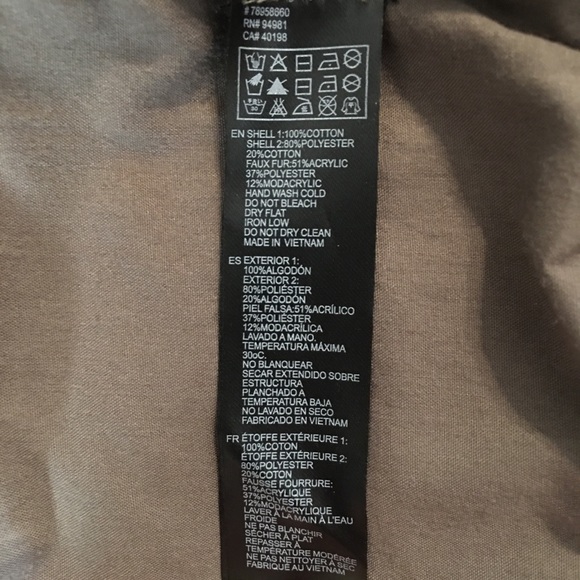 # 78958660
RN# 94981
CA# 40198
EN SHELL 1:100%COTTON
SHELL 2:80%POLYESTER
20%COTTON
FAUX FUR:51%ACRYLIC
37%POLYESTER
12%MODACRYLIC
HAND WASH COLD
DO NOT BLEACH
DRY FLAT
IRON LOW
DO NOT DRY CLEAN
MADE IN VIETNAM
ES EXTERIOR 1:
100%ALGODÓN
EXTERIOR 2:
80%POLIÉSTER
20%ALGODÓN
PIEL FALSA:51%ACRÍLICO
37%POLIÉSTER
12%MODACRÍLICA
LAVADO A MANO.
TEMPERATURA MÁXIMA
30oC.
NO BLANQUEAR
SECAR EXTENDIDO SOBRE
ESTRUCTURA
PLANCHADO A
TEMPERATURA BAJA
NO LAVADO EN SECO
FABRICADO EN VIETNAM
FR ÉTOFFE EXTÉRIEURE 1:
100%COTON
ÉTOFFE EXTÉRIEURE 2:
80%POLYESTER
20%COTON
FAUSSE FOURRURE:
51%ACRYLIQUE
37%POLYESTER
12%MODACRYLIQUE
LAVER À LA MAIN À L'EAU
FROIDE
NE PAS BLANCHIR
SÉCHER À PLAT
REPASSER À
TEMPÉRATURE MODÉRÉE
NE PAS NETTOYER À SEC
FABRIQUÉ AU VIETNAM